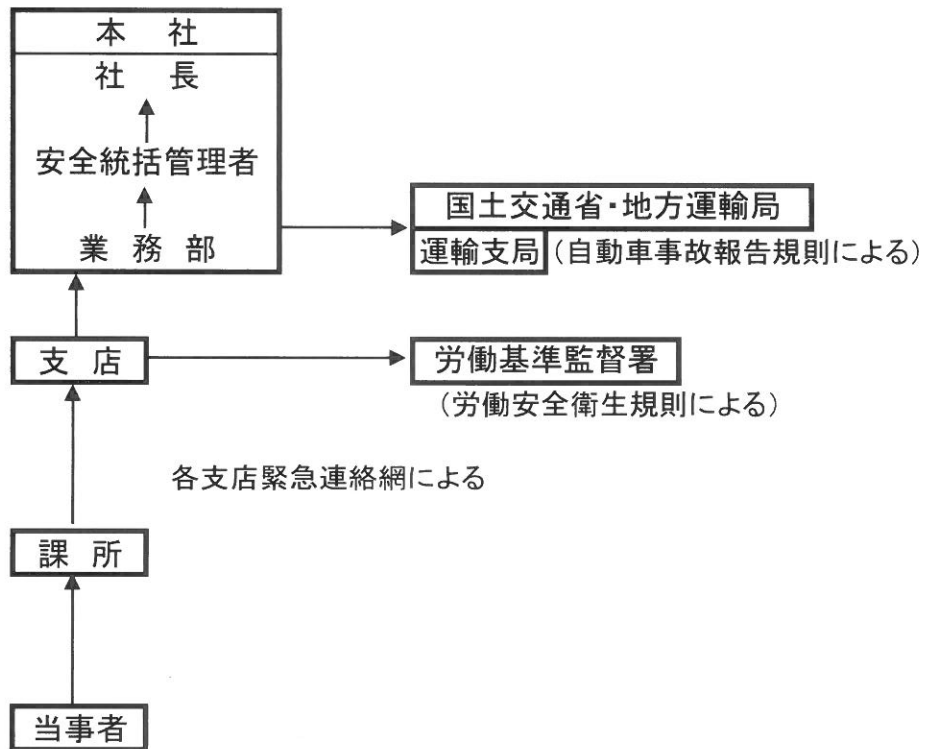 本 社
社 長
安全統括管理者
業 務 部
国土交通省・地方運輸局
運輸支局 (自動車事故報告規則による)
支 店
労働基準監督署
(労働安全衛生規則による)
各支店緊急連絡網による
課 所
当事者